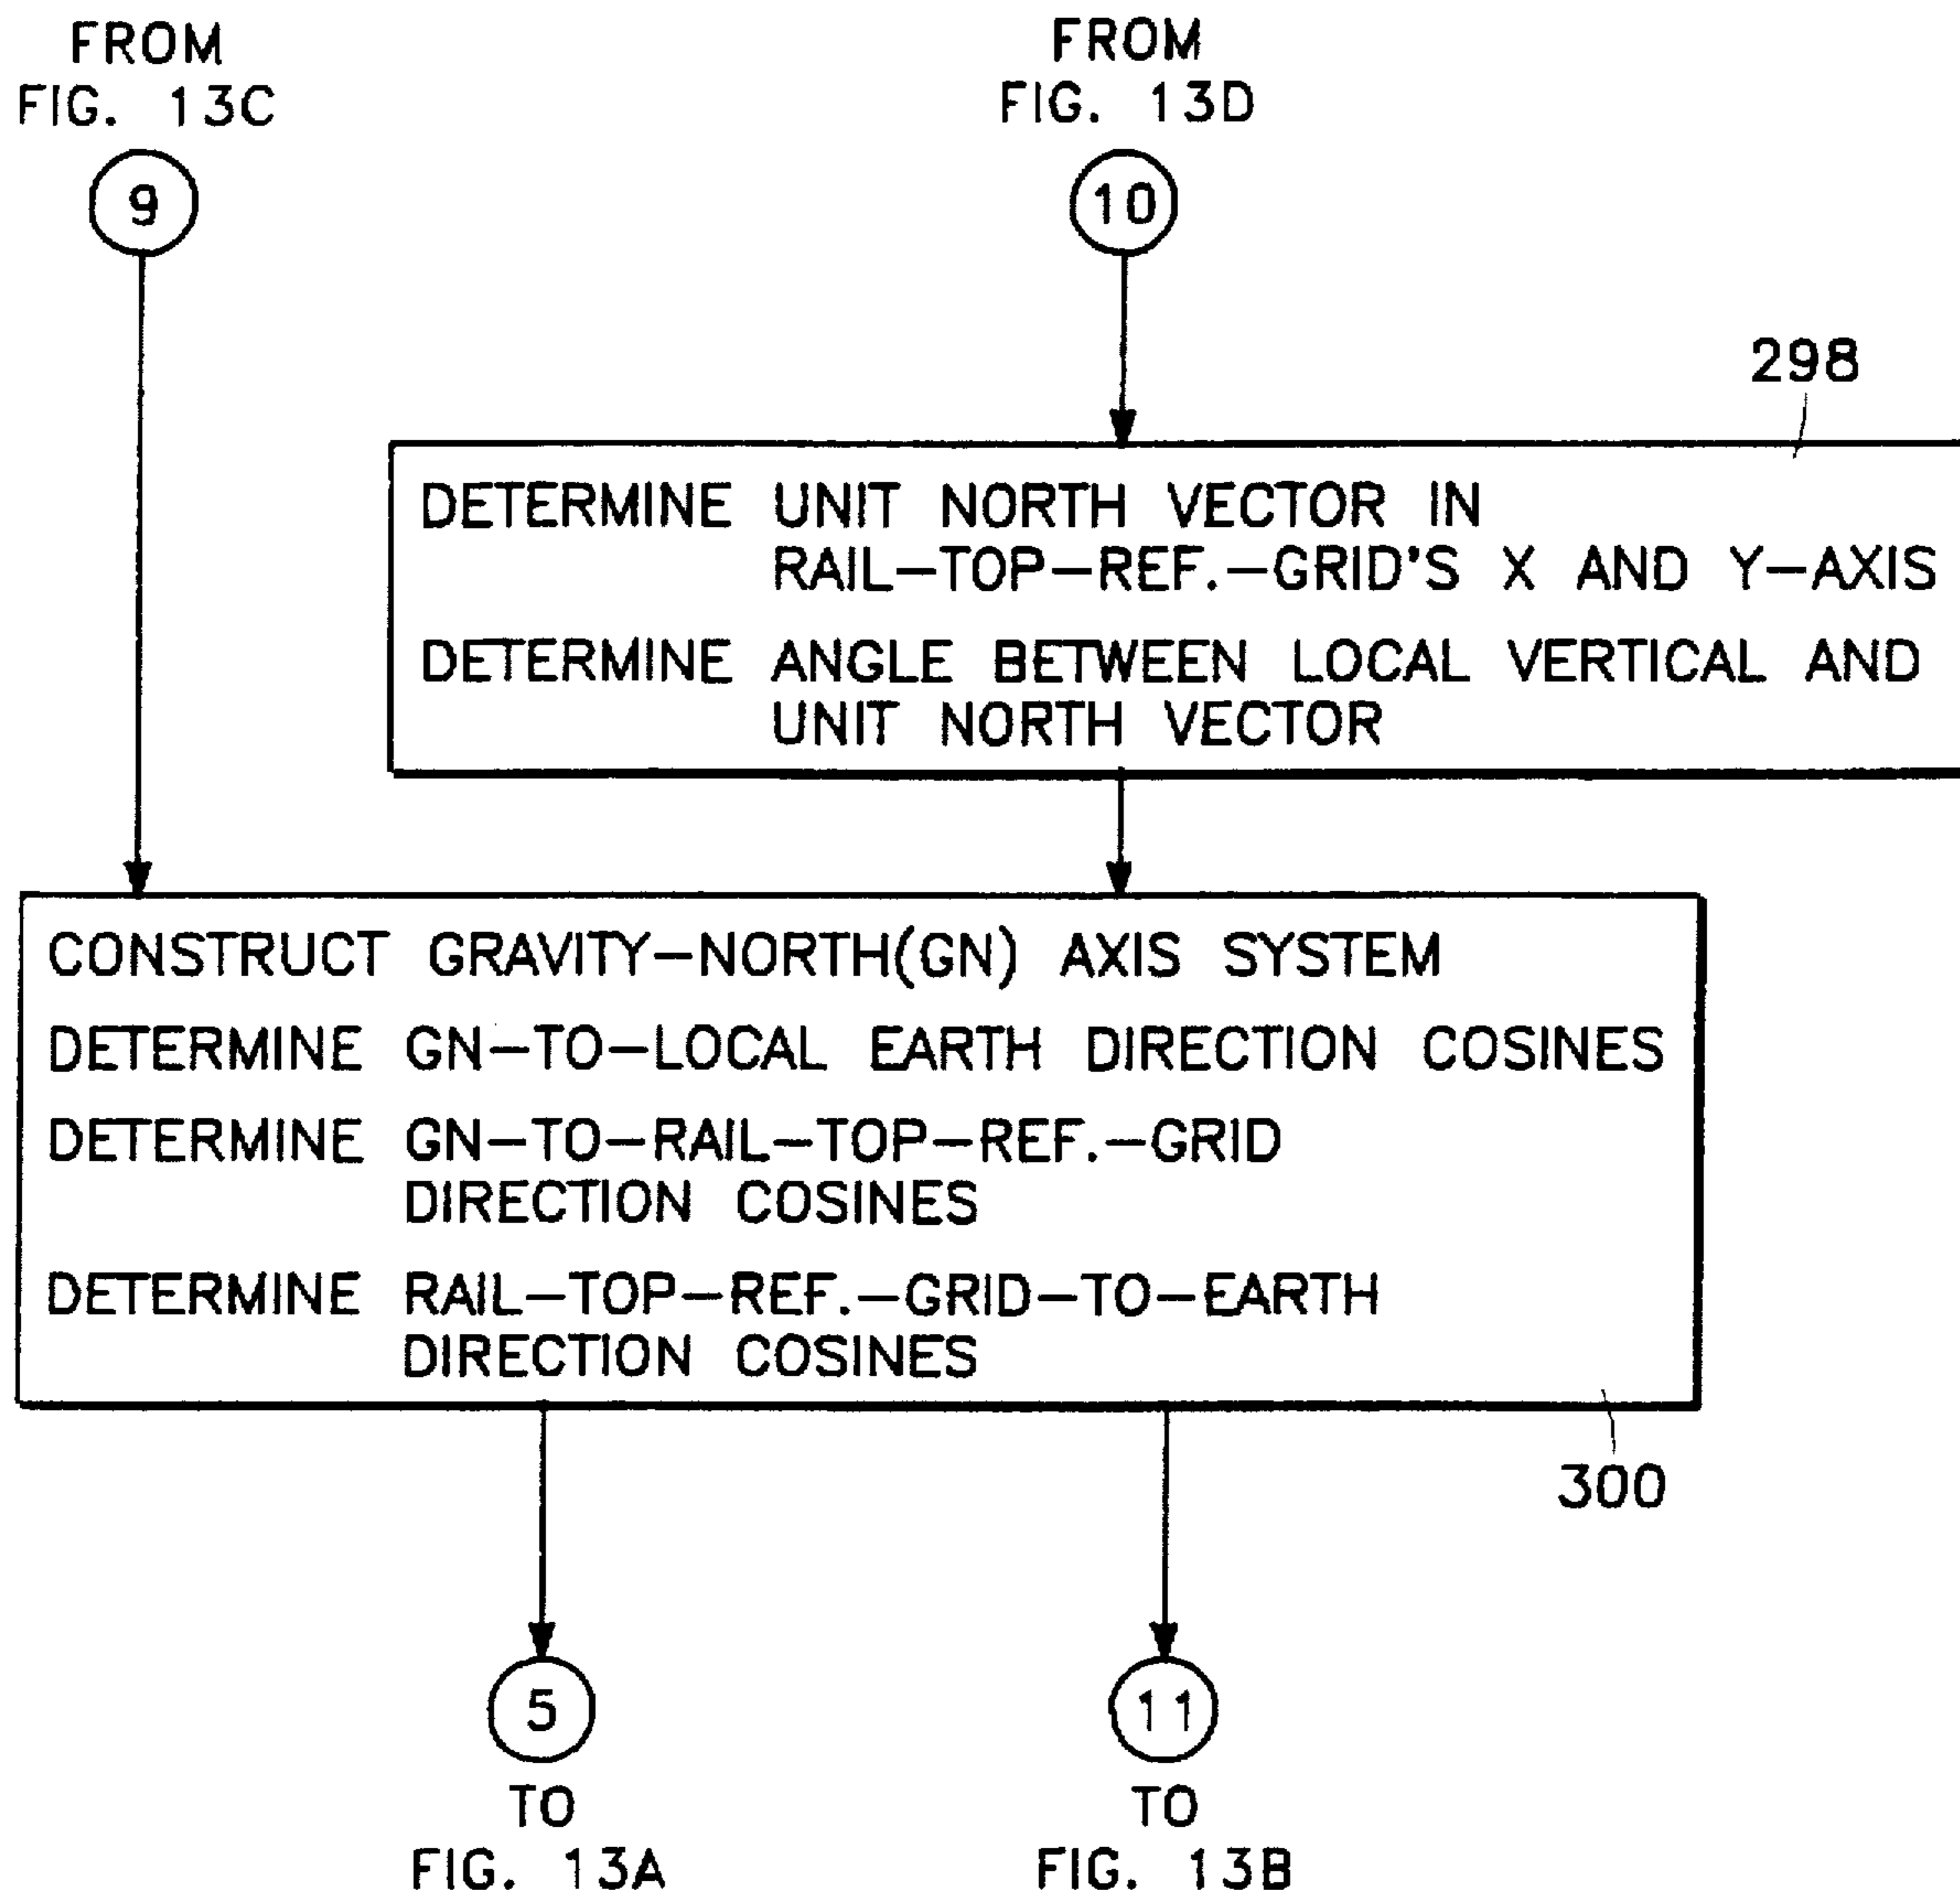 FROM
FIG. 13C
9
FROM
FIG. 13D
10
298
DETERMINE UNIT NORTH VECTOR IN
RAIL-TOP-REF.-GRID'S X AND Y-AXIS
DETERMINE ANGLE BETWEEN LOCAL VERTICAL AND
UNIT NORTH VECTOR
CONSTRUCT GRAVITY-NORTH(GN) AXIS SYSTEM
DETERMINE GN-TO-LOCAL EARTH DIRECTION COSINES
DETERMINE GN-TO-RAIL-TOP-REF.-GRID
DIRECTION COSINES
DETERMINE RAIL-TOP-REF.-GRID-TO-EARTH
DIRECTION COSINES
300
5
TO
FIG. 13A
11
TO
FIG. 13B